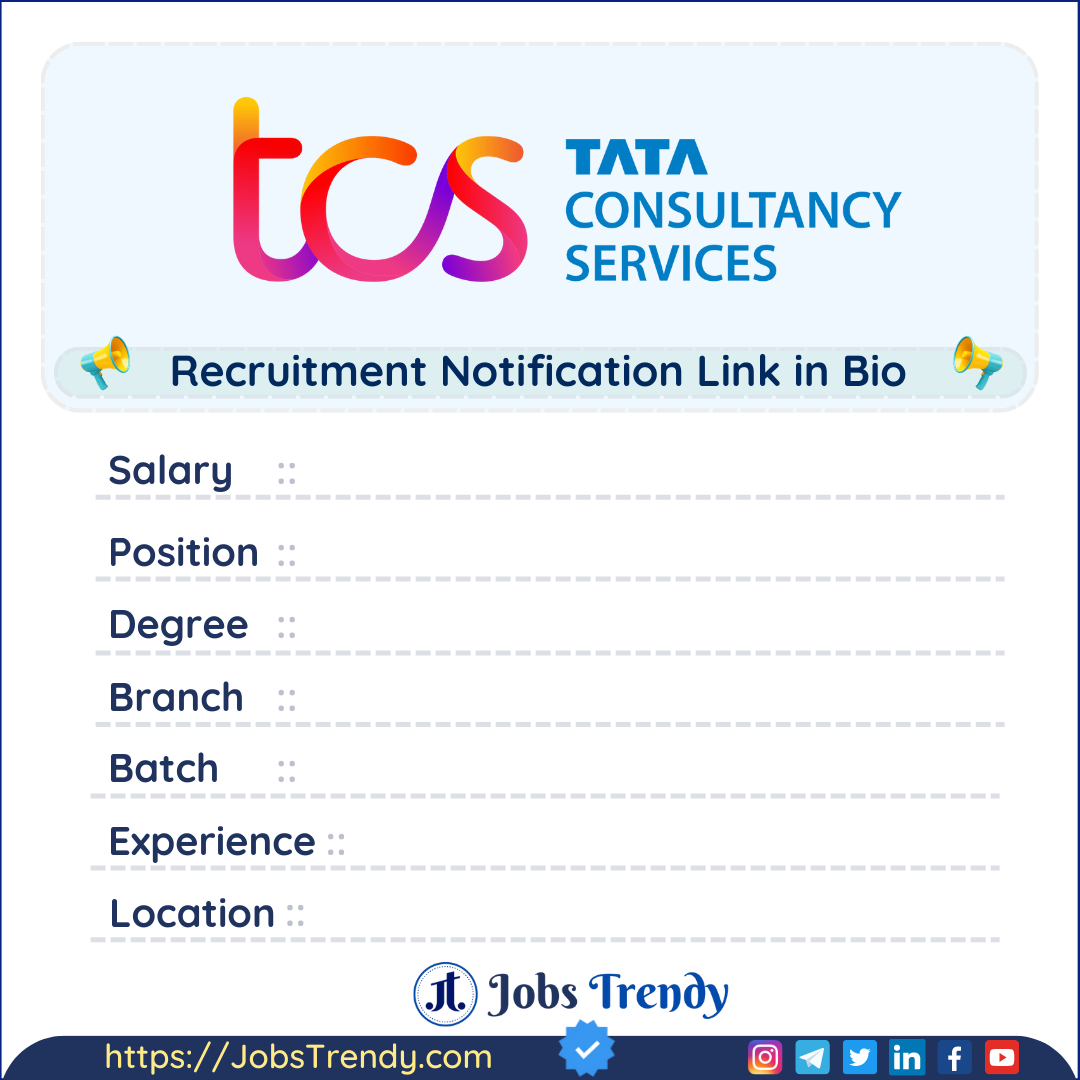 tcs
TATA
CONSULTANCY
SERVICES
Recruitment Notification Link in Bio
Salary ::
Position ::
Degree ::
Branch ::
Batch ::
Experience ::
Location ::
Jobs Trendy
https://JobsTrendy.com